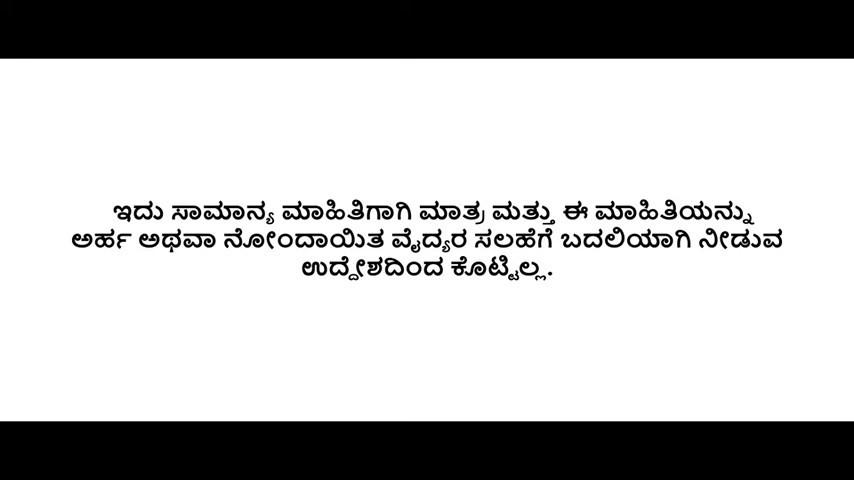 ಇದು ಸಾಮಾನ್ಯ ಮಾಹಿತಿಗಾಗಿ ಮಾತ್ರ ಮತ್ತು ಈ ಮಾಹಿತಿಯನ್ನು
ಅರ್ಹ ಅಥವಾ ನೋಂದಾಯಿತ ವೈದ್ಯರ ಸಲಹೆಗೆ ಬದಲಿಯಾಗಿ ನೀಡುವ
ಉದ್ದೇಶದಿಂದ ಕೊಟ್ಟಿಲ್ಲ.